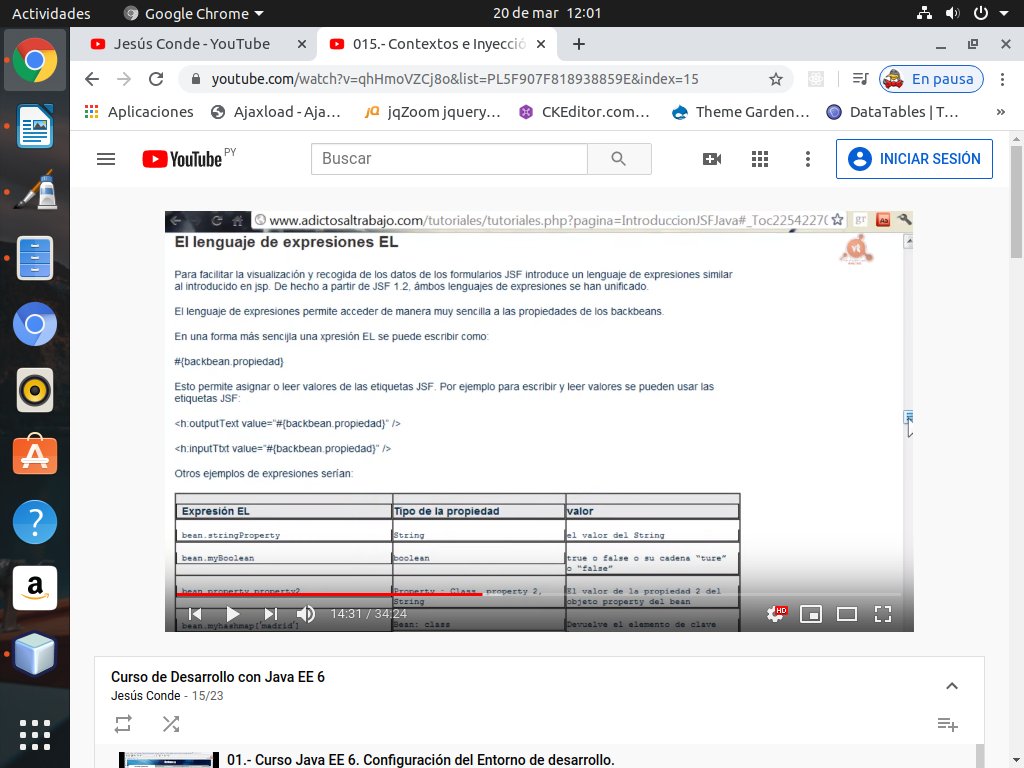 Actividades
Google Chrome
20 de mar 12:01
Jesús Conde - YouTube
015.- Contextos e Inyecció
youtube.com/watch?v=qhHmoVZCj8o&list=PL5F907F818938859E&index=15
En pausa
Aplicaciones
Ajaxload - Aja...
jqZoom jquery...
CKEditor.com...
Theme Garden...
DataTables | T...
»
YouTube PY
Buscar
INICIAR SESIÓN
www.adictosaltrabajo.com/tutoriales/tutoriales.php?pagina=IntroduccionJSFJava#_Toc22542270
gr
El lenguaje de expresiones EL
Para facilitar la visualización y recogida de los datos de los formularios JSF introduce un lenguaje de expresiones similar
al introducido en jsp. De hecho a partir de JSF 1.2, ámbos lenguajes de expresiones se han unificado.
El lenguaje de expresiones permite acceder de manera muy sencilla a las propiedades de los backbeans.
En una forma más sencijla una xpresión EL se puede escribir como:
#{backbean.propiedad}
Esto permite asignar o leer valores de las etiquetas JSF. Por ejemplo para escribir y leer valores se pueden usar las
etiquetas JSF:
<h:outputText value="#{backbean.propiedad}" />
<h:inputTtxt value="#{backbean.propiedad}" />
Otros ejemplos de expresiones serían:
Expresión EL Tipo de la propiedad valor
bean.stringProperty String el valor del String
bean.myBoolean boolean true o false o su cadena "ture"
o "false"
bean.property.property2 Property : Class, property 2, El valor de la propiedad 2 del
String objeto property del bean
bean.myhashmap['madrid'] Bean: class Devuelve el elemento de clave
14:31 / 34:24
HD
Curso de Desarrollo con Java EE 6
Jesús Conde - 15/23
01.- Curso Java EE 6. Configuración del Entorno de desarrollo.